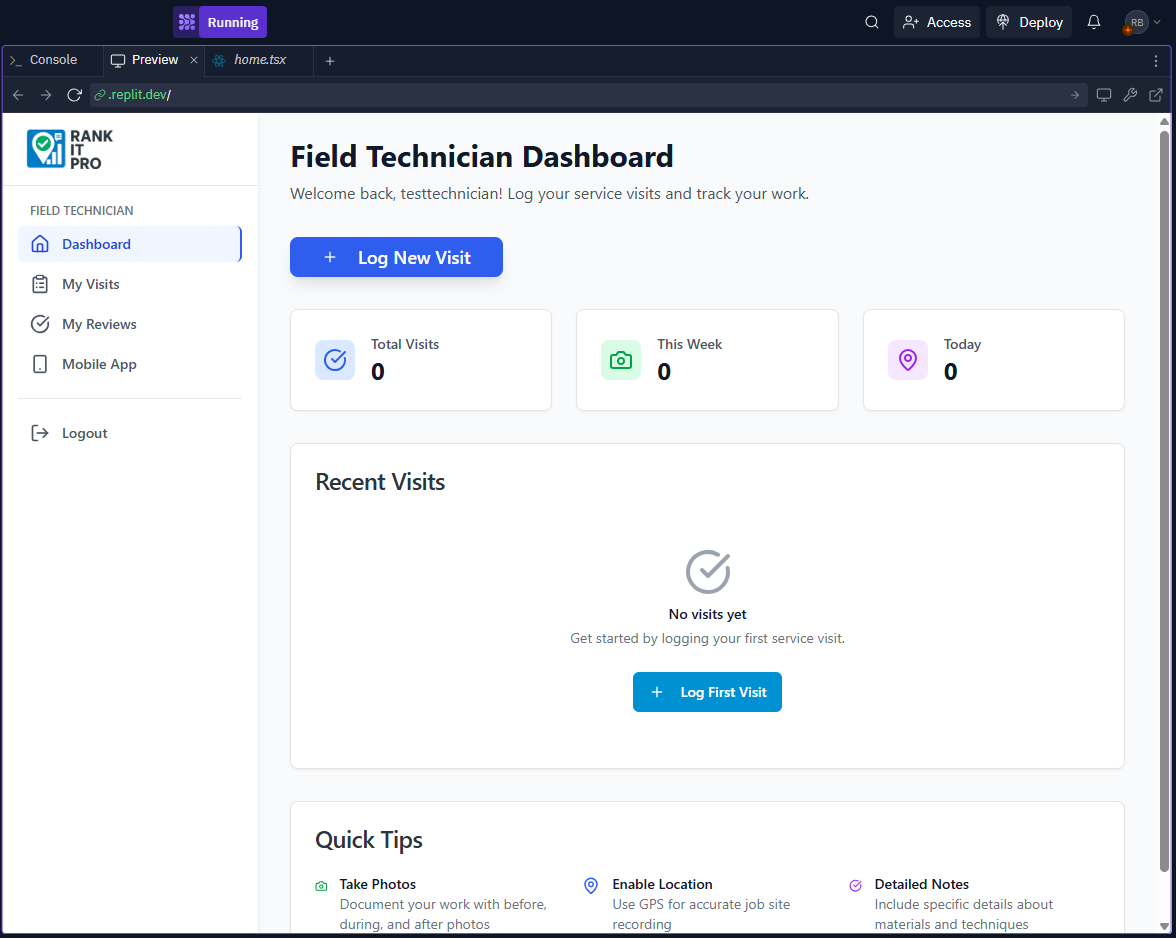 Running
Access
Deploy
RB
Console
Preview
home.tsx
.replit.dev/
RANK
IT
PRO
FIELD TECHNICIAN
Dashboard
My Visits
My Reviews
Mobile App
Logout
Field Technician Dashboard
Welcome back, testtechnician! Log your service visits and track your work.
+ Log New Visit
Total Visits
0
This Week
0
Today
0
Recent Visits
No visits yet
Get started by logging your first service visit.
+ Log First Visit
Quick Tips
Take Photos
Document your work with before,
during, and after photos
Enable Location
Use GPS for accurate job site
recording
Detailed Notes
Include specific details about
materials and techniques